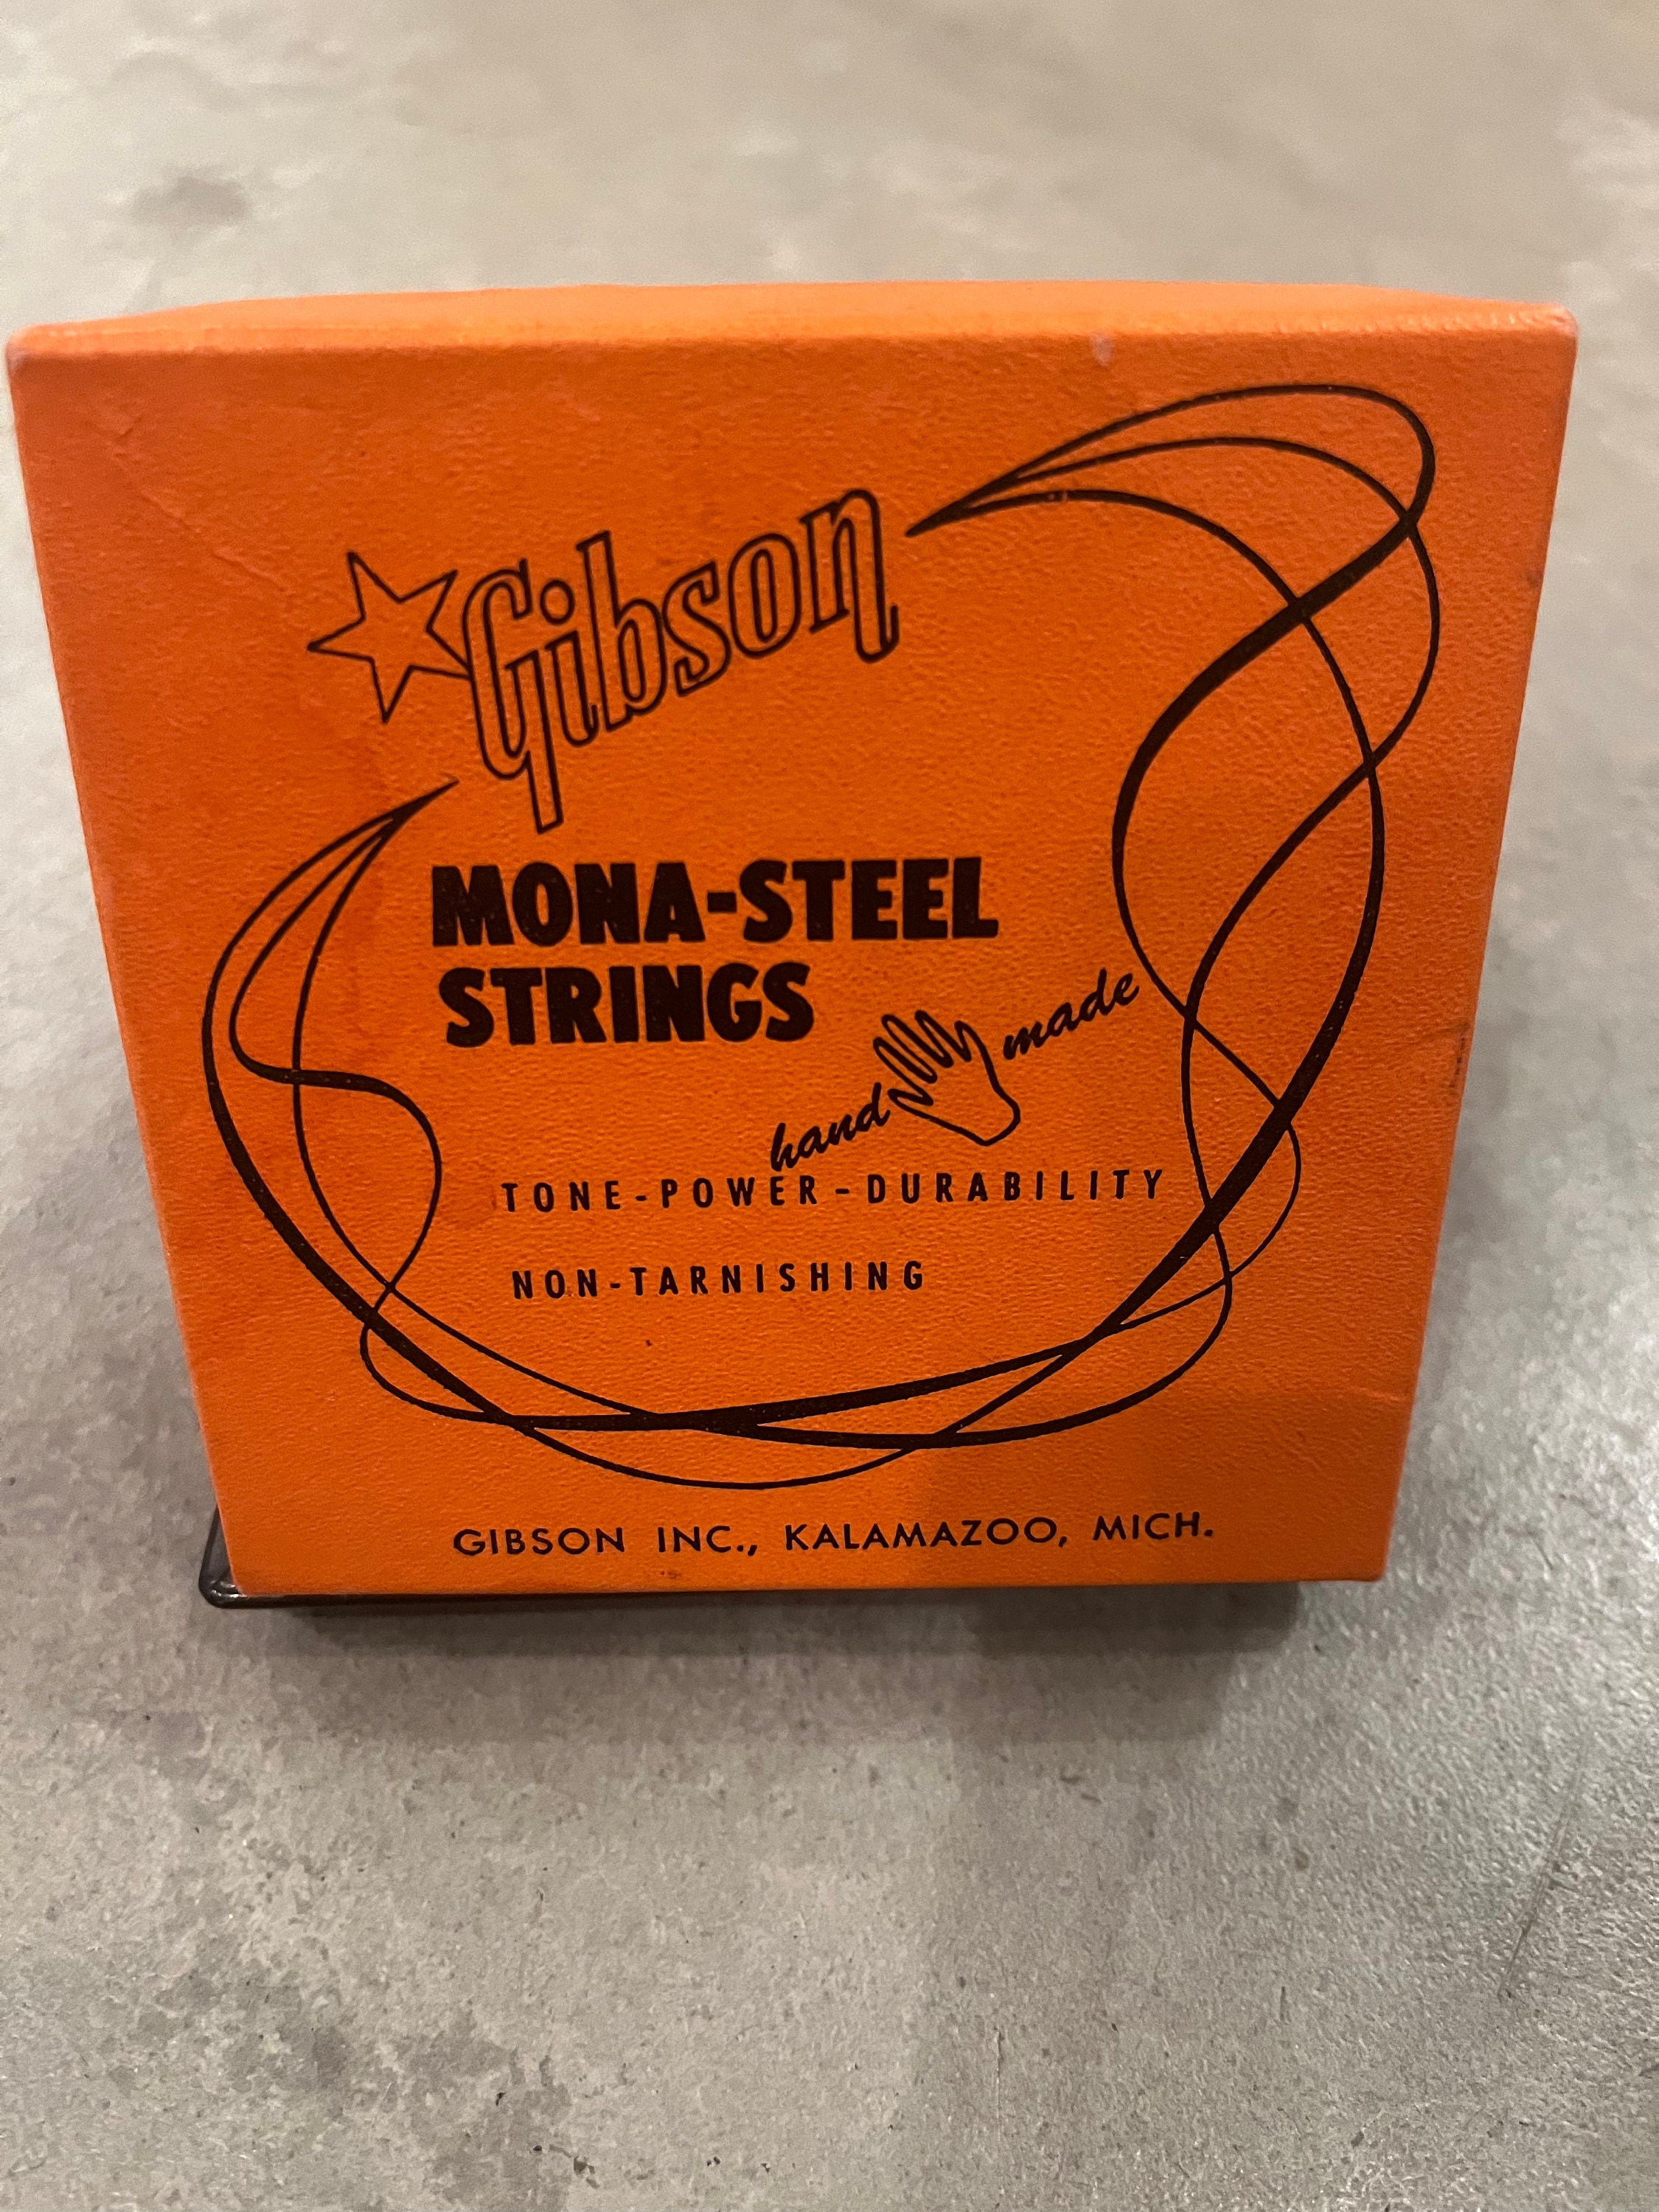 Gibson
MONA-STEEL
STRINGS
hand made
TONE-POWER-DURABILITY
NON-TARNISHING
GIBSON INC., KALAMAZOO, MICH.